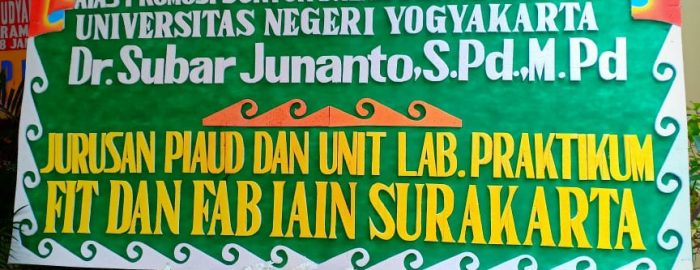 UNIVERSITAS NEGERI YOGYAKARTA
Dr. Subar Junanto, S.Pd., M.Pd
JURUSAN PIAUD DAN UNIT LAB. PRAKTIKUM
FIT DAN FAB IAIN SURAKARTA